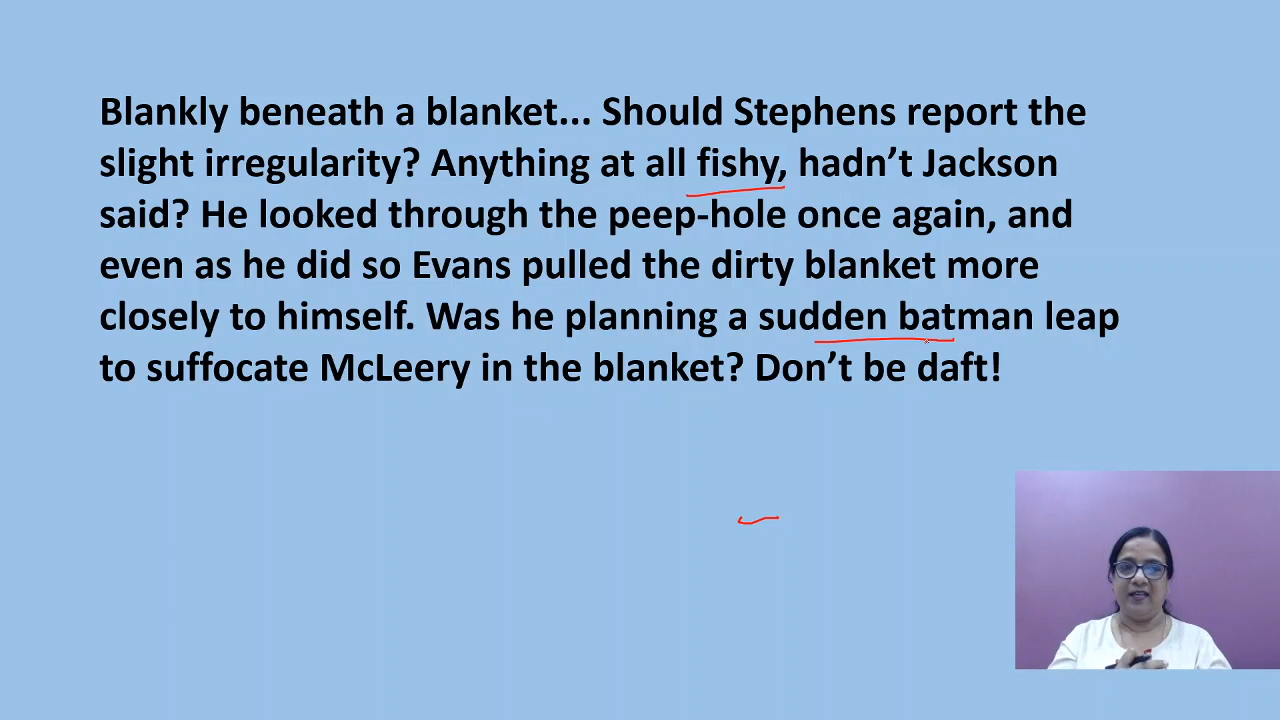 Blankly beneath a blanket... Should Stephens report the
slight irregularity? Anything at all fishy, hadn’t Jackson
said? He looked through the peep-hole once again, and
even as he did so Evans pulled the dirty blanket more
closely to himself. Was he planning a sudden batman leap
to suffocate McLeery in the blanket? Don’t be daft!